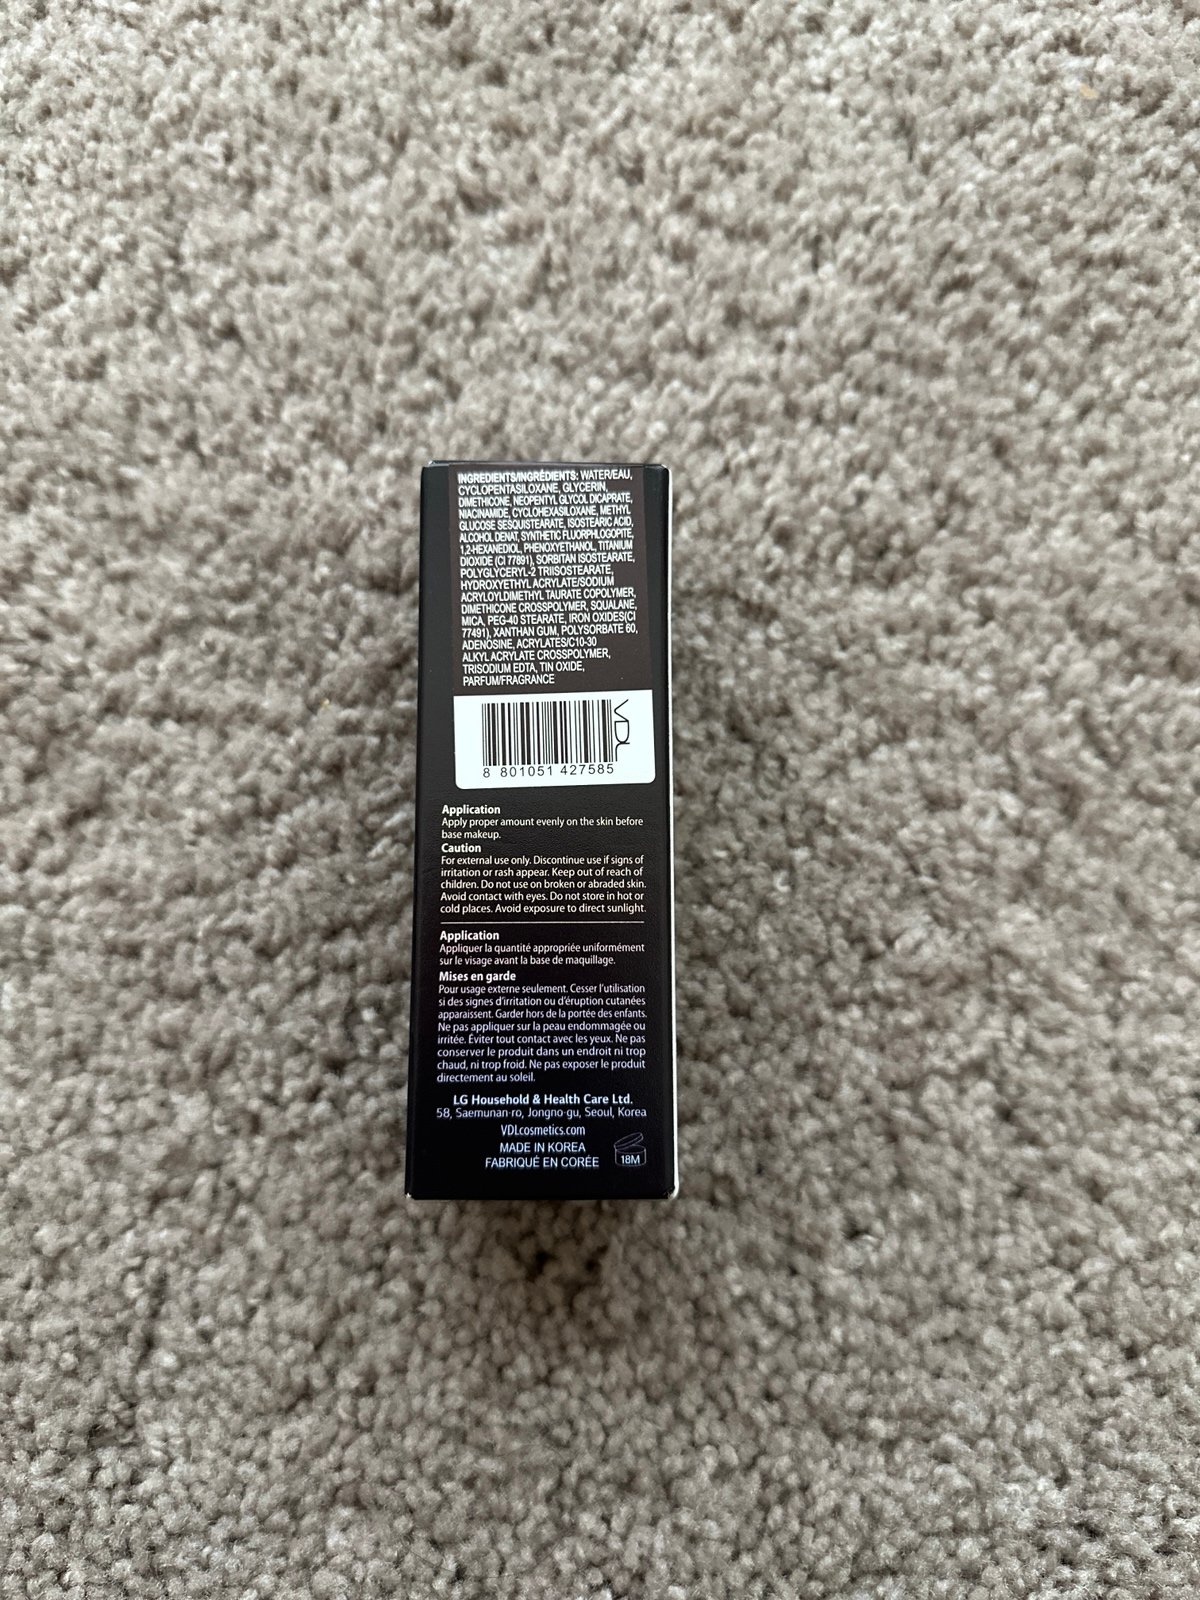 INGREDIENTS/INGRÉDIENTS: WATER/EAU,
CYCLOPENTASILOXANE, GLYCERIN,
DIMETHICONE, NEOPENTYL GLYCOL DICAPRATE,
NIACINAMIDE, CYCLOHEXASILOXANE, METHYL
GLUCOSE SESQUISTEARATE, ISOSTEARIC ACID,
ALCOHOL DENAT, SYNTHETIC FLUORPHLOGOPITE,
1,2-HEXANEDIOL, PHENOXYETHANOL, TITANIUM
DIOXIDE (CI 77891), SORBITAN ISOSTEARATE,
POLYGLYCERYL-2 TRIISOSTEARATE,
HYDROXYETHYL ACRYLATE/SODIUM
ACRYLOYLDIMETHYL TAURATE COPOLYMER,
DIMETHICONE CROSSPOLYMER, SQUALANE,
MICA, PEG-40 STEARATE, IRON OXIDES(CI
77491), XANTHAN GUM, POLYSORBATE 60,
ADENOSINE, ACRYLATES/C10-30
ALKYL ACRYLATE CROSSPOLYMER,
TRISODIUM EDTA, TIN OXIDE,
PARFUM/FRAGRANCE
VDL
8 801051 427585
Application
Apply proper amount evenly on the skin before
base makeup.
Caution
For external use only. Discontinue use if signs of
irritation or rash appear. Keep out of reach of
children. Do not use on broken or abraded skin.
Avoid contact with eyes. Do not store in hot or
cold places. Avoid exposure to direct sunlight.
Application
Appliquer la quantité appropriée uniformément
sur le visage avant la base de maquillage.
Mises en garde
Pour usage externe seulement. Cesser l'utilisation
si des signes d'irritation ou d'éruption cutanées
apparaissent. Garder hors de la portée des enfants.
Ne pas appliquer sur la peau endommagée ou
irritée. Éviter tout contact avec les yeux. Ne pas
conserver le produit dans un endroit ni trop
chaud, ni trop froid. Ne pas exposer le produit
directement au soleil.
LG Household & Health Care Ltd.
58, Saemunan-ro, Jongno-gu, Seoul, Korea
VDLcosmetics.com
MADE IN KOREA
FABRIQUÉ EN CORÉE
18M